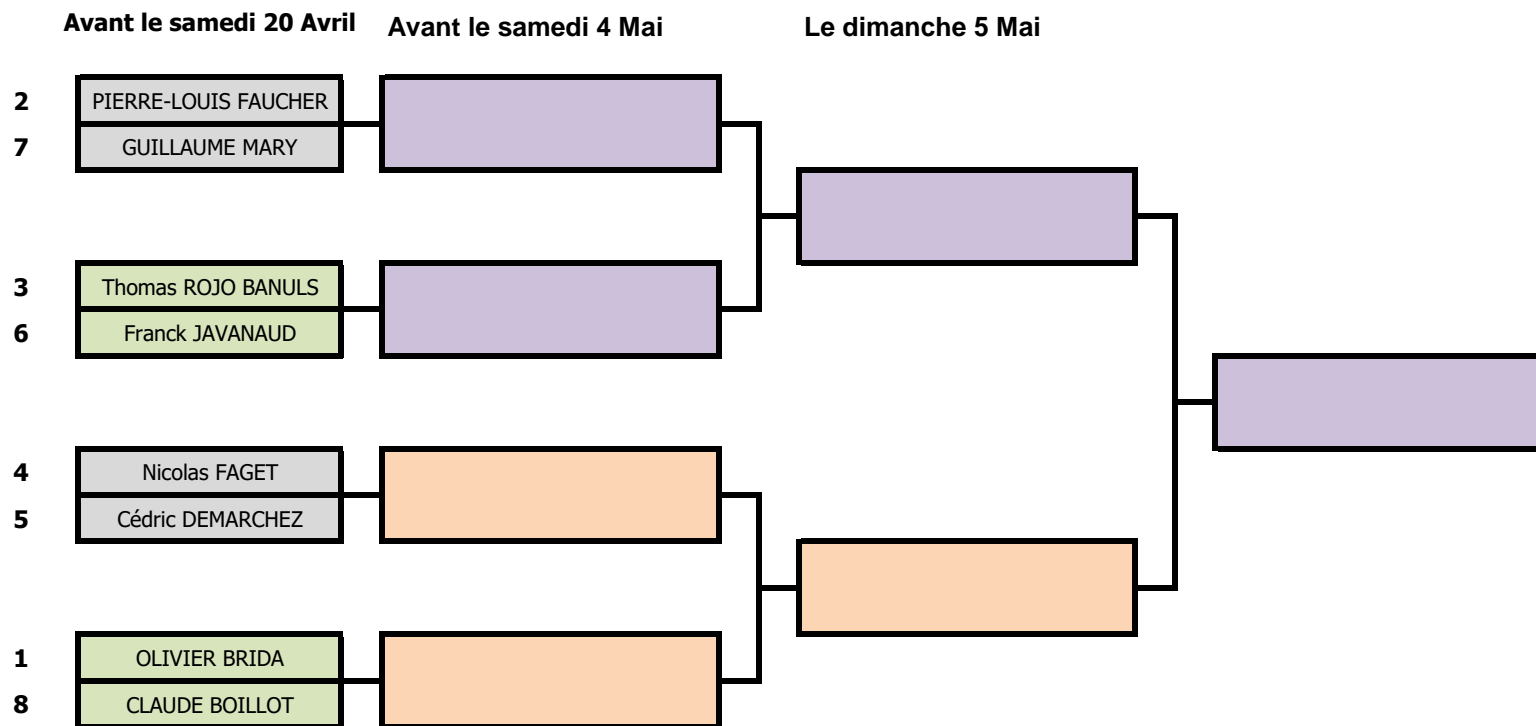 Avant le samedi 20 Avril Avant le samedi 4 Mai Le dimanche 5 Mai
2 PIERRE-LOUIS FAUCHER
7 GUILLAUME MARY
3 Thomas ROJO BANULS
6 Franck JAVANAUD
4 Nicolas FAGET
5 Cédric DEMARCHEZ
1 OLIVIER BRIDA
8 CLAUDE BOILLOT